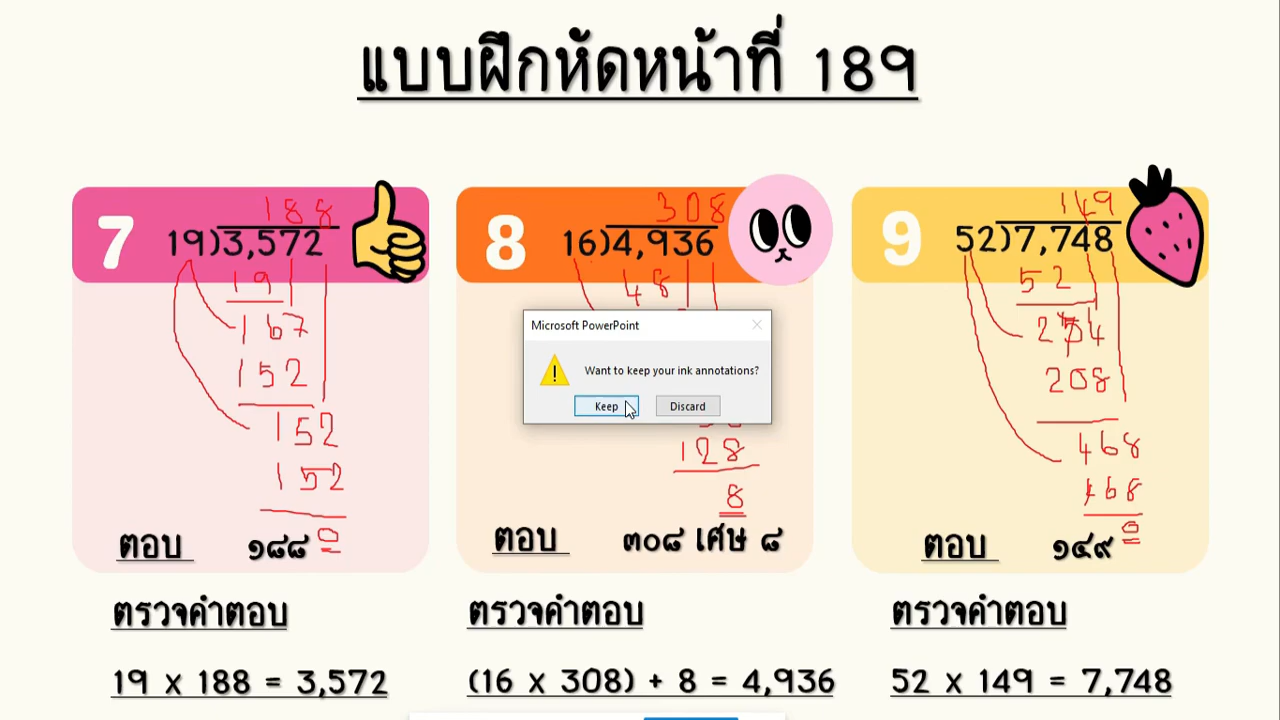 แบบฝึกหัดหน้าที่ 189
188
7 19)3,572
19
167
152
152
152
0
ตอบ ๑๘๘
ตรวจคำตอบ
19 x 188 = 3,572
308
8 16)4,936
48
Microsoft PowerPoint
Want to keep your ink annotations?
Keep Discard
128
8
ตอบ ๓๐๘ เศษ ๘
ตรวจคำตอบ
(16 x 308) + 8 = 4,936
149
9 52)7,748
52
254
208
468
468
0
ตอบ ๑๔๙
ตรวจคำตอบ
52 x 149 = 7,748